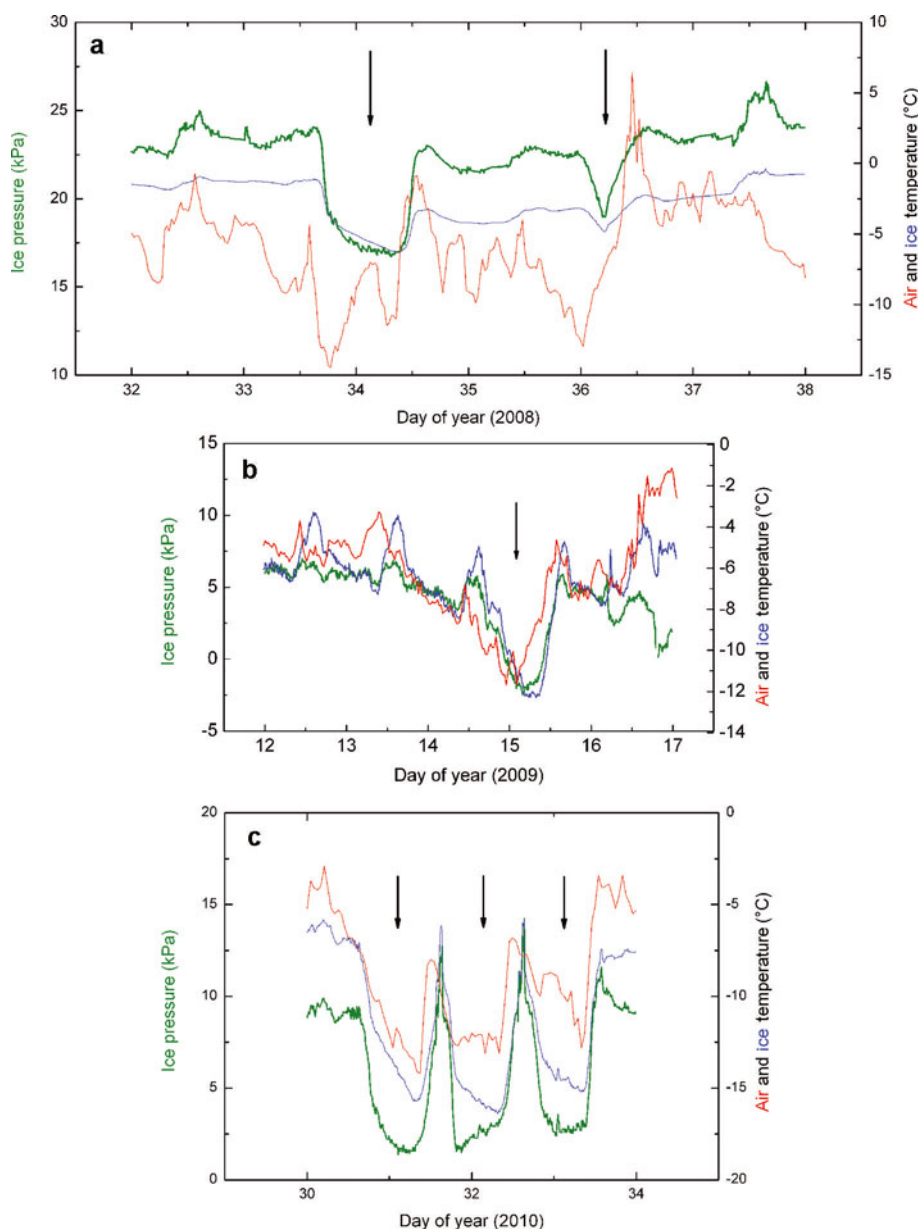 a
30
25
20
15
10
Ice pressure (kPa)
10
5
0
-5
-10
-15
Air and ice temperature (°C)
32 33 34 35 36 37 38
Day of year (2008)
b
15
10
5
0
-5
Ice pressure (kPa)
0
-2
-4
-6
-8
-10
-12
-14
Air and ice temperature (°C)
12 13 14 15 16 17
Day of year (2009)
c
20
15
10
5
0
Ice pressure (kPa)
0
-5
-10
-15
-20
Air and ice temperature (°C)
30 32 34
Day of year (2010)